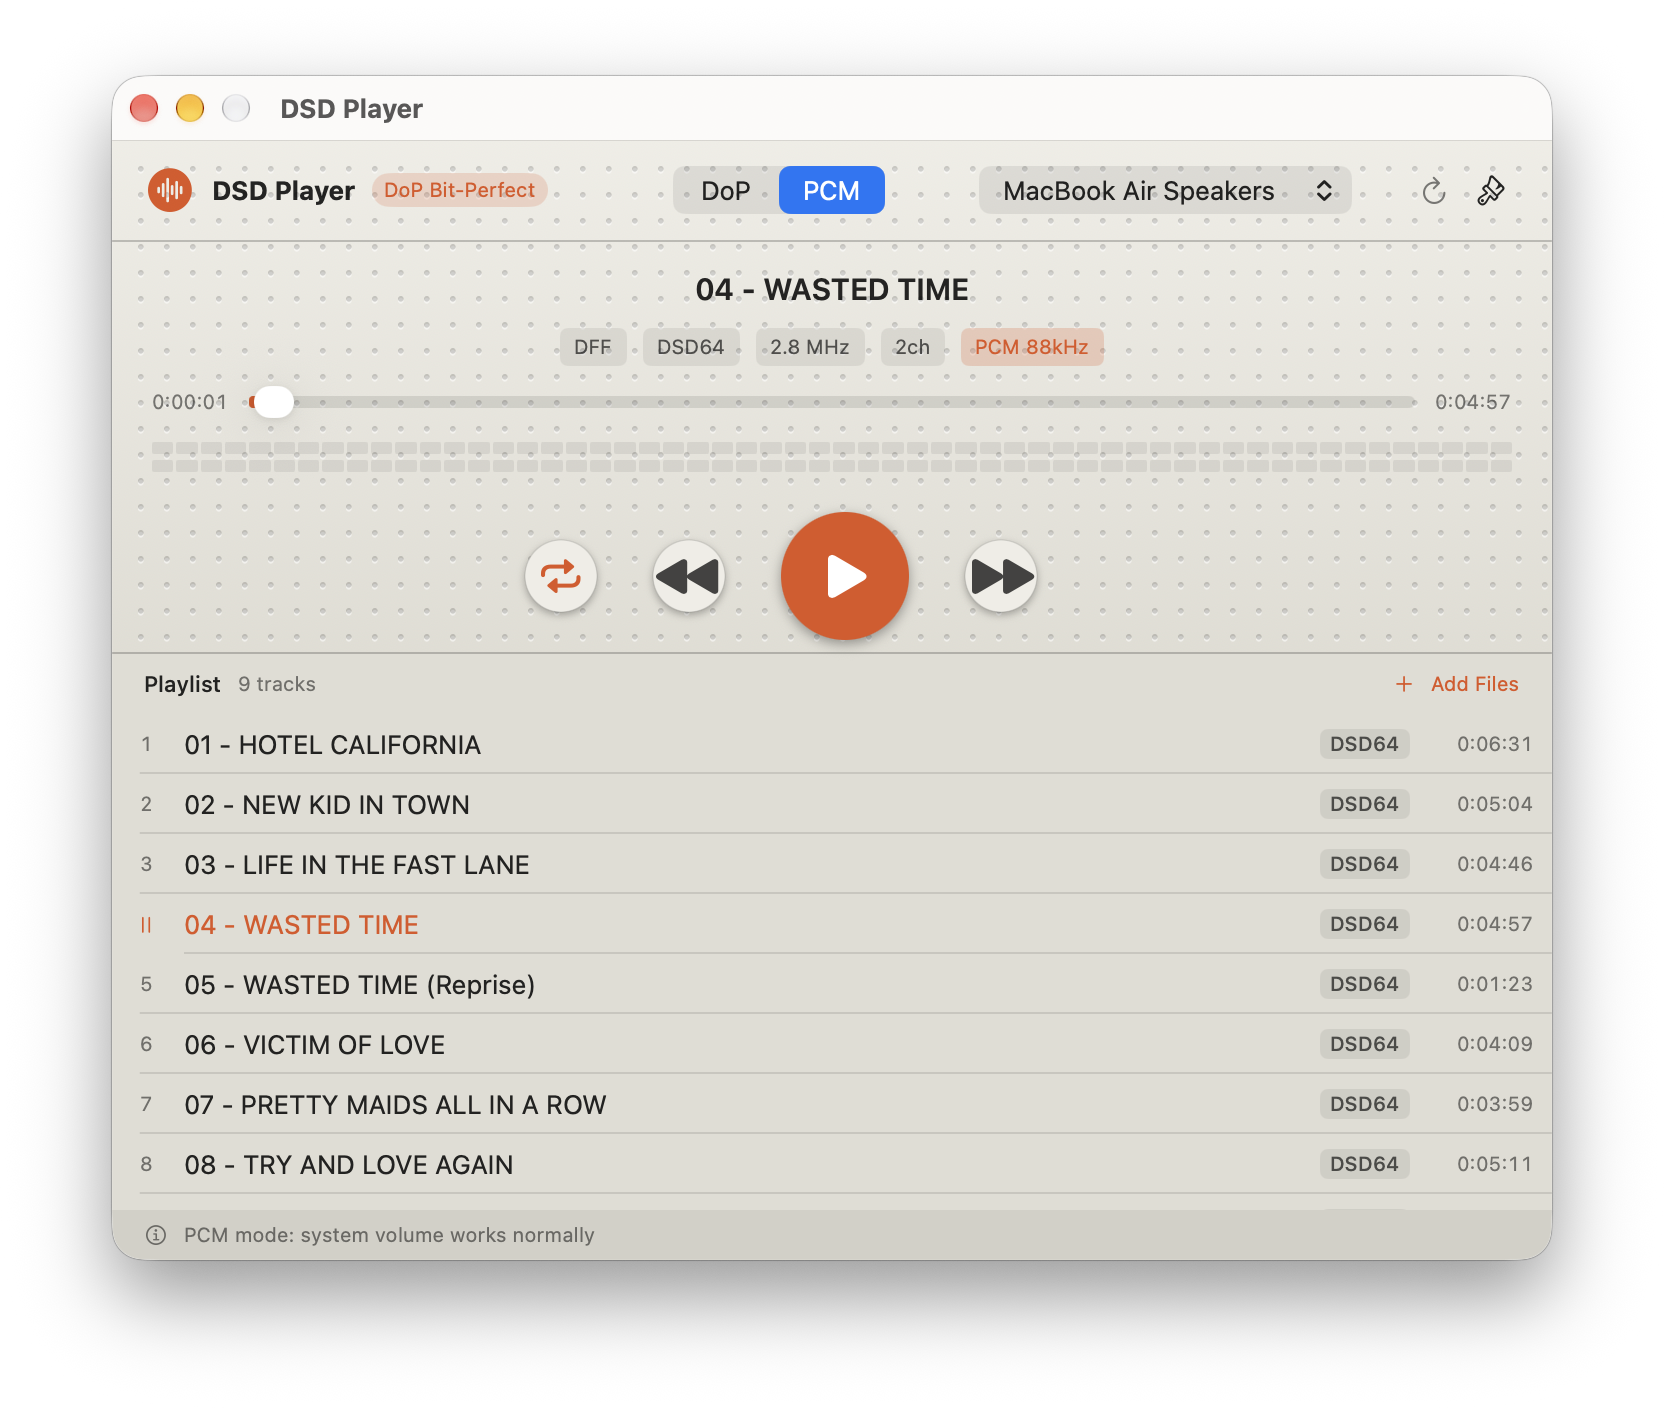 DSD Player
DSD Player DoP Bit-Perfect DoP PCM MacBook Air Speakers
04 - WASTED TIME
DFF DSD64 2.8 MHz 2ch PCM 88kHz
0:00:01 0:04:57
Playlist 9 tracks + Add Files
1 01 - HOTEL CALIFORNIA DSD64 0:06:31
2 02 - NEW KID IN TOWN DSD64 0:05:04
3 03 - LIFE IN THE FAST LANE DSD64 0:04:46
04 - WASTED TIME DSD64 0:04:57
5 05 - WASTED TIME (Reprise) DSD64 0:01:23
6 06 - VICTIM OF LOVE DSD64 0:04:09
7 07 - PRETTY MAIDS ALL IN A ROW DSD64 0:03:59
8 08 - TRY AND LOVE AGAIN DSD64 0:05:11
PCM mode: system volume works normally